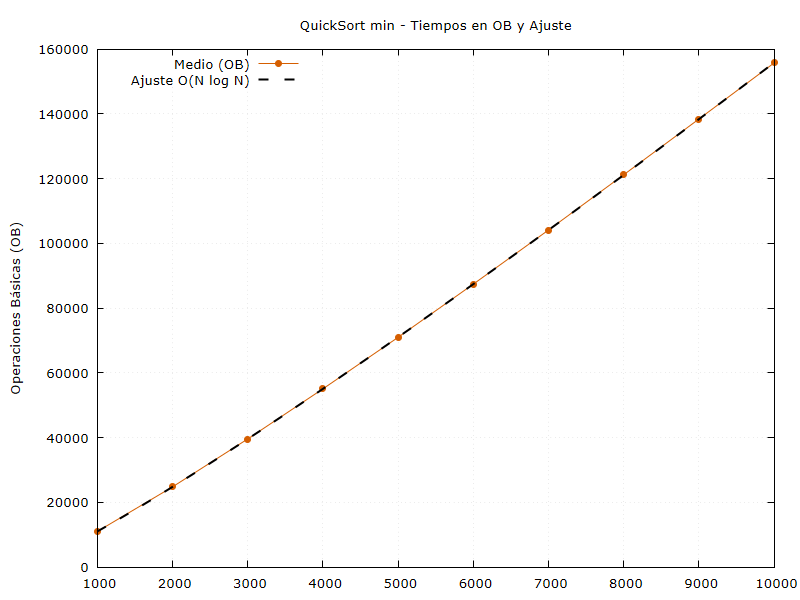 QuickSort min - Tiempos en OB y Ajuste
160000
140000
120000
100000
80000
60000
40000
20000
0
Medio (OB)
Ajuste O(N log N)
Operaciones Básicas (OB)
1000 2000 3000 4000 5000 6000 7000 8000 9000 10000